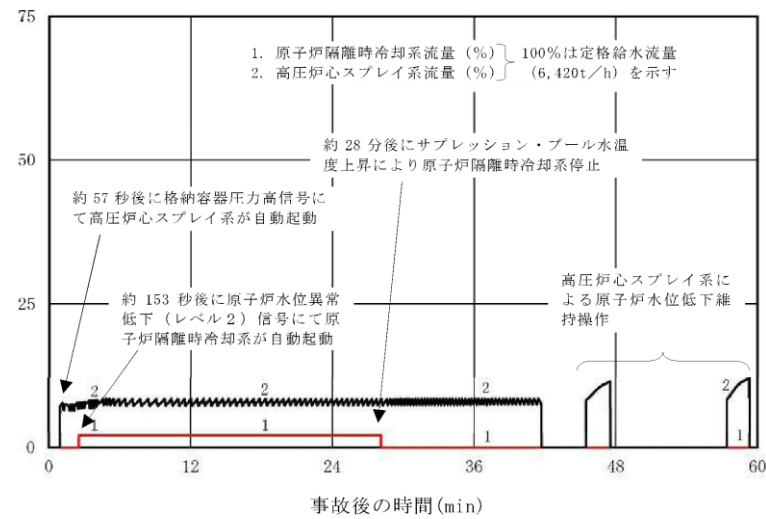 75
1. 原子炉隔離時冷却系流量（%） 100%は定格給水流量
2. 高圧炉心スプレイ系流量（%） （6,420t／h）を示す
約 28 分後にサプレッション・プール水温
度上昇により原子炉隔離時冷却系停止
50
約 57 秒後に格納容器圧力高信号に
て高圧炉心スプレイ系が自動起動
約 153 秒後に原子炉水位異常
低下（レベル２）信号にて原
子炉隔離時冷却系が自動起動
高圧炉心スプレイ系に
よる原子炉水位低下維
持操作
25
2 2 2 2
1 1 1 1
0
0 12 24 36 48 60
事故後の時間(min)